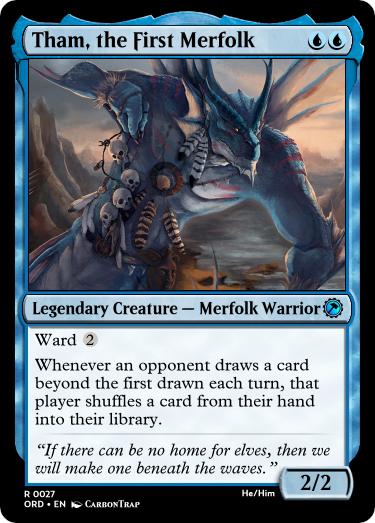 Tham, the First Merfolk
Legendary Creature — Merfolk Warrior
Ward 2
Whenever an opponent draws a card
beyond the first drawn each turn, that
player shuffles a card from their hand
into their library.
“If there can be no home for elves, then we
will make one beneath the waves.”
2/2
R 0027
He/Him
ORD • EN CarbonTrap